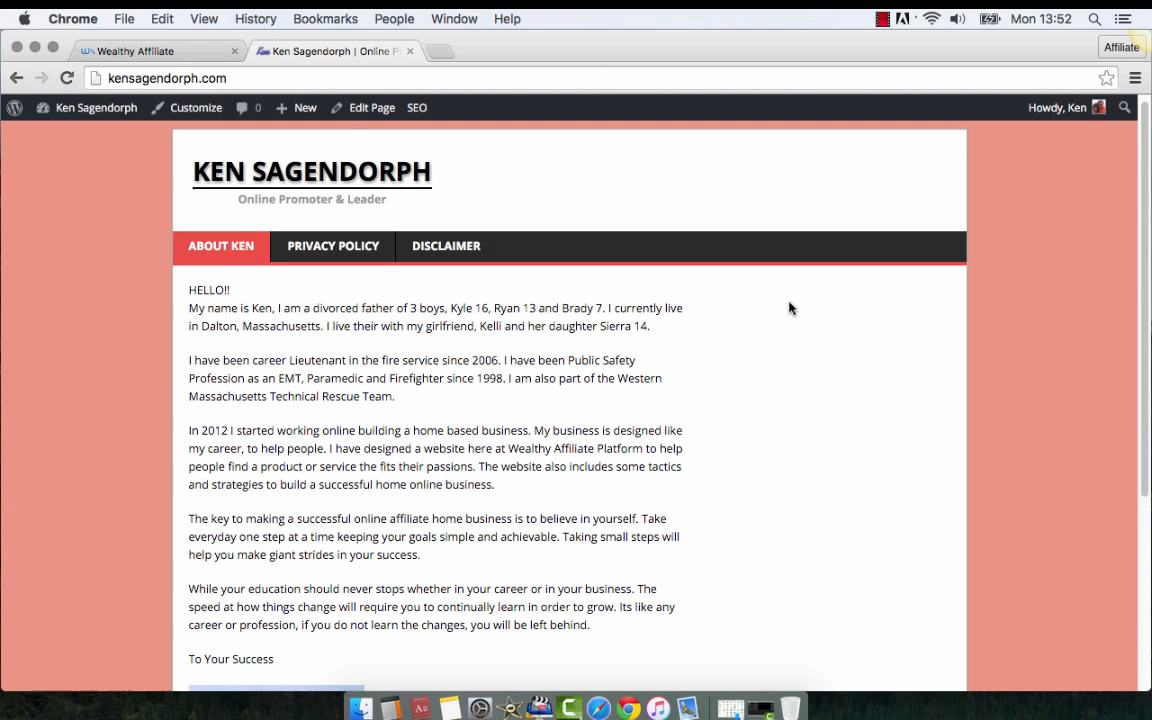 Chrome File Edit View History Bookmarks People Window Help Mon 13:52
Wealthy Affiliate Ken Sagendorph | Online P Affiliate
kensagendorph.com
Ken Sagendorph Customize 0 New Edit Page SEO Howdy, Ken
KEN SAGENDORPH
Online Promoter & Leader
ABOUT KEN PRIVACY POLICY DISCLAIMER
HELLO!!
My name is Ken, I am a divorced father of 3 boys, Kyle 16, Ryan 13 and Brady 7. I currently live
in Dalton, Massachusetts. I live their with my girlfriend, Kelli and her daughter Sierra 14.
I have been career Lieutenant in the fire service since 2006. I have been Public Safety
Profession as an EMT, Paramedic and Firefighter since 1998. I am also part of the Western
Massachusetts Technical Rescue Team.
In 2012 I started working online building a home based business. My business is designed like
my career, to help people. I have designed a website here at Wealthy Affiliate Platform to help
people find a product or service the fits their passions. The website also includes some tactics
and strategies to build a successful home online business.
The key to making a successful online affiliate home business is to believe in yourself. Take
everyday one step at a time keeping your goals simple and achievable. Taking small steps will
help you make giant strides in your success.
While your education should never stops whether in your career or in your business. The
speed at how things change will require you to continually learn in order to grow. Its like any
career or profession, if you do not learn the changes, you will be left behind.
To Your Success